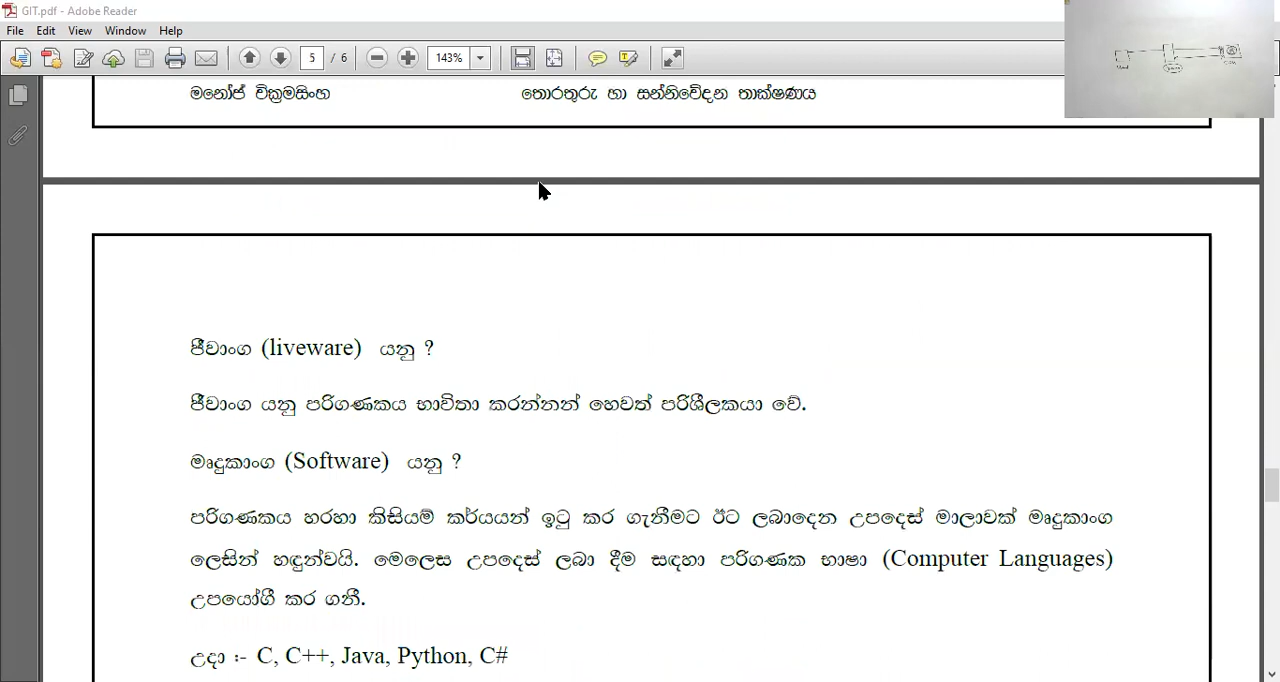 GIT.pdf - Adobe Reader
File Edit View Window Help
5 / 6 143%
මනෝජ් වික්‍රමසිංහ තොරතුරු හා සන්නිවේදන තාක්ෂණය
ජීවාංග (liveware) යනු ?
ජීවාංග යනු පරිගණකය භාවිතා කරන්නන් හෙවත් පරිශීලකයා වේ.
මෘදුකාංග (Software) යනු ?
පරිගණකය හරහා කිසියම් කර්යයන් ඉටු කර ගැනීමට ඊට ලබාදෙන උපදෙස් මාලාවක් මෘදුකාංග
ලෙසින් හඳුන්වයි. මෙලෙස උපදෙස් ලබා දීම සඳහා පරිගණක භාෂා (Computer Languages)
උපයෝගී කර ගනී.
උදා :- C, C++, Java, Python, C#